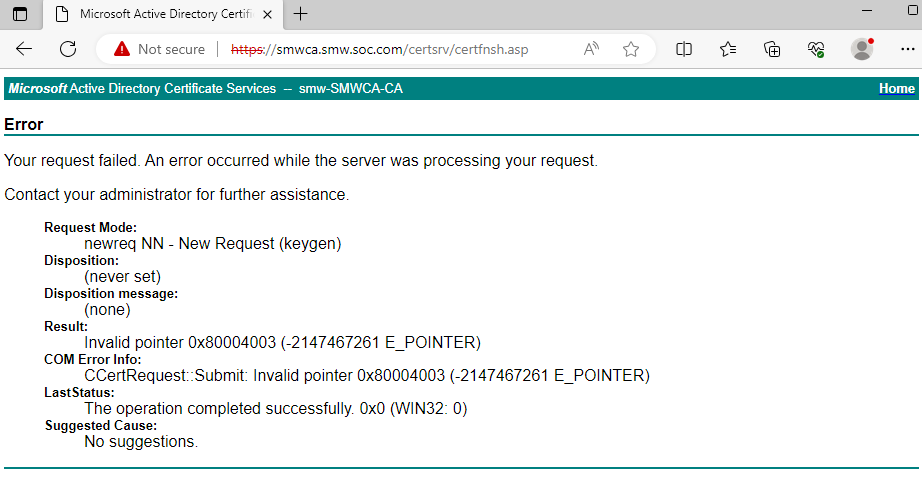 Microsoft Active Directory Certifi
Not secure https://smwca.smw.soc.com/certsrv/certfnsh.asp
Microsoft Active Directory Certificate Services -- smw-SMWCA-CA Home
Error
Your request failed. An error occurred while the server was processing your request.
Contact your administrator for further assistance.
Request Mode:
newreq NN - New Request (keygen)
Disposition:
(never set)
Disposition message:
(none)
Result:
Invalid pointer 0x80004003 (-2147467261 E_POINTER)
COM Error Info:
CCertRequest::Submit: Invalid pointer 0x80004003 (-2147467261 E_POINTER)
LastStatus:
The operation completed successfully. 0x0 (WIN32: 0)
Suggested Cause:
No suggestions.